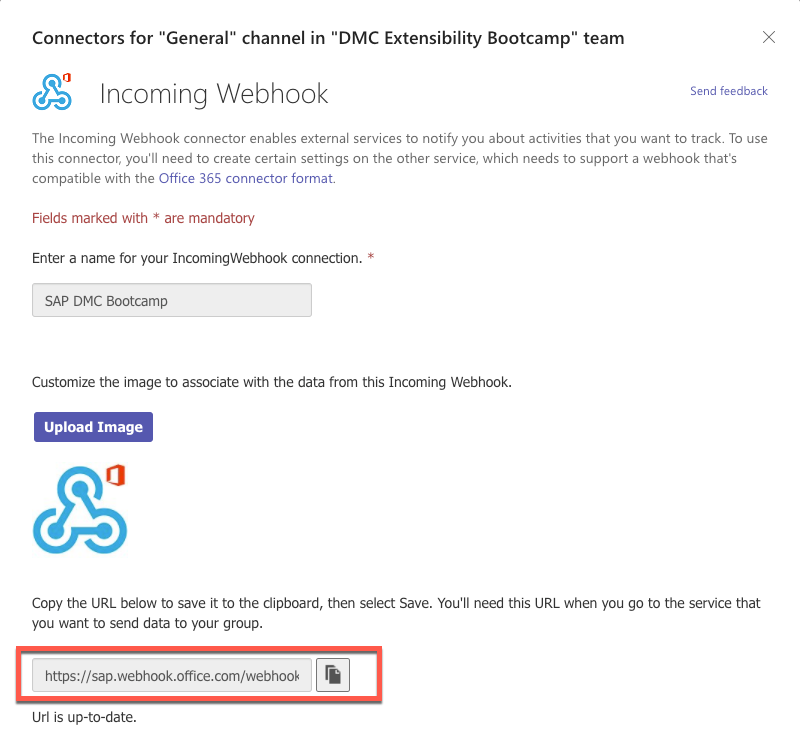 Connectors for "General" channel in "DMC Extensibility Bootcamp" team
Incoming Webhook
Send feedback
The Incoming Webhook connector enables external services to notify you about activities that you want to track. To use
this connector, you'll need to create certain settings on the other service, which needs to support a webhook that's
compatible with the Office 365 connector format.
Fields marked with * are mandatory
Enter a name for your IncomingWebhook connection. *
SAP DMC Bootcamp
Customize the image to associate with the data from this Incoming Webhook.
Upload Image
Copy the URL below to save it to the clipboard, then select Save. You'll need this URL when you go to the service that
you want to send data to your group.
https://sap.webhook.office.com/webhook
Url is up-to-date.